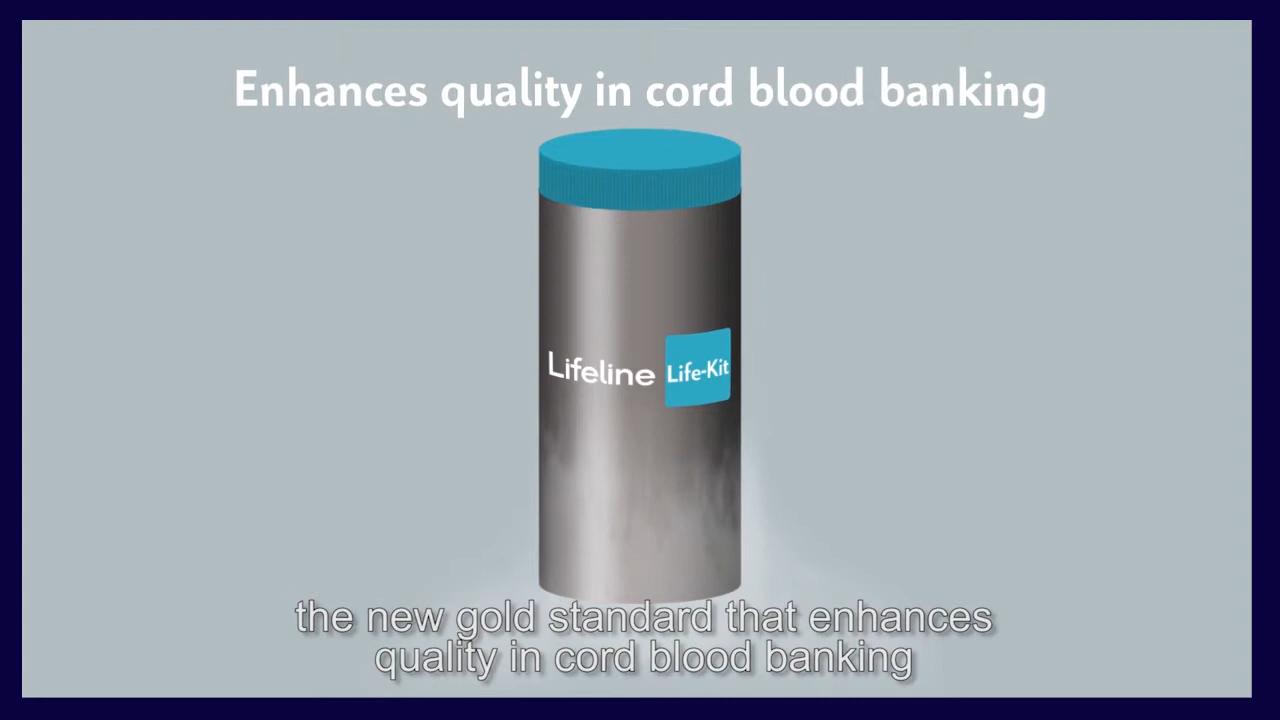 Enhances quality in cord blood banking
Lifeline Life-Kit
the new gold standard that enhances
quality in cord blood banking